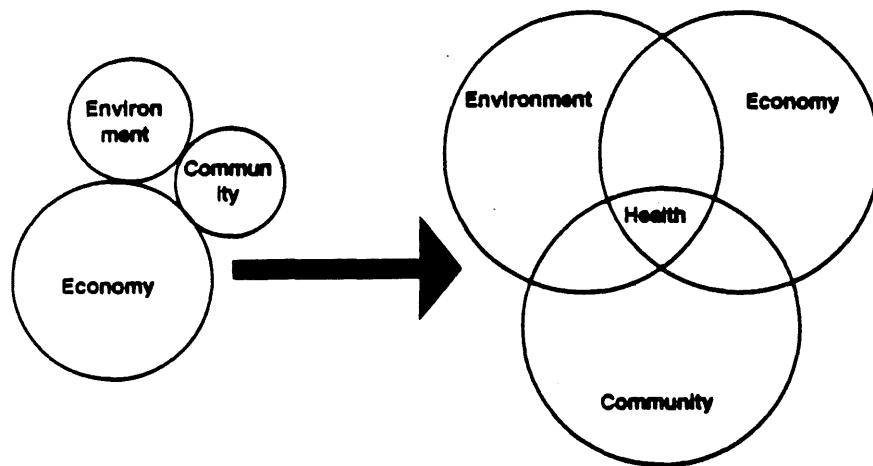 Environ
ment
Commun
ity
Economy
Environment
Economy
Health
Community